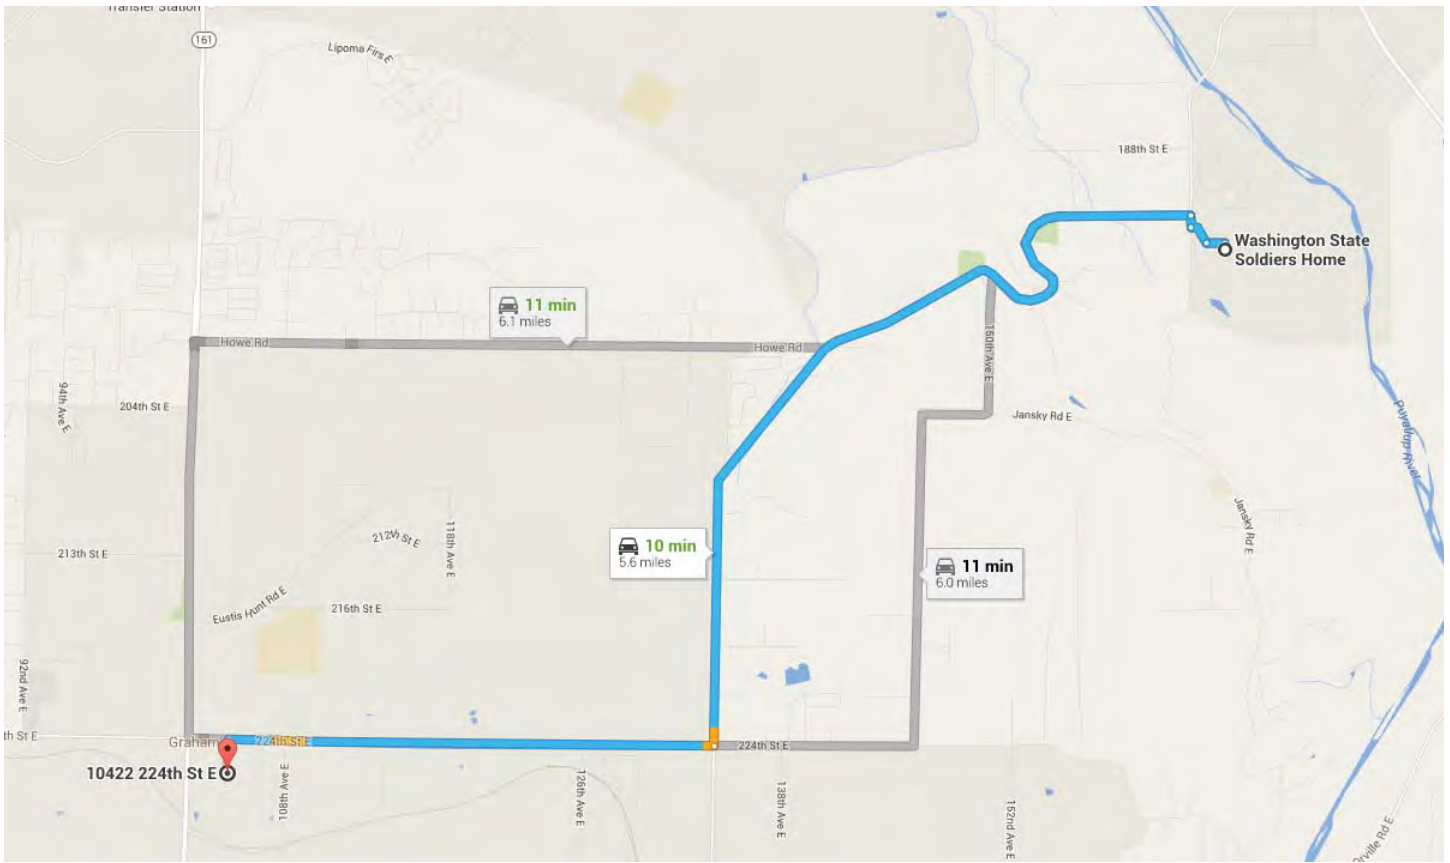 Transfer Station
161
Lipoma Firs E
188th St E
Washington State
Soldiers Home
11 min
6.1 miles
Howe Rd
Howe Rd
150th Ave E
94th Ave E
204th St E
Jansky Rd E
Puyallup River
Jansky Rd E
118th Ave E
212th St E
213th St E
10 min
5.6 miles
11 min
6.0 miles
Eustis Hunt Rd E
216th St E
92nd Ave E
th St E
Graham
224th St E
224th St E
10422 224th St E
108th Ave E
126th Ave E
138th Ave E
152nd Ave E
Orville Rd E